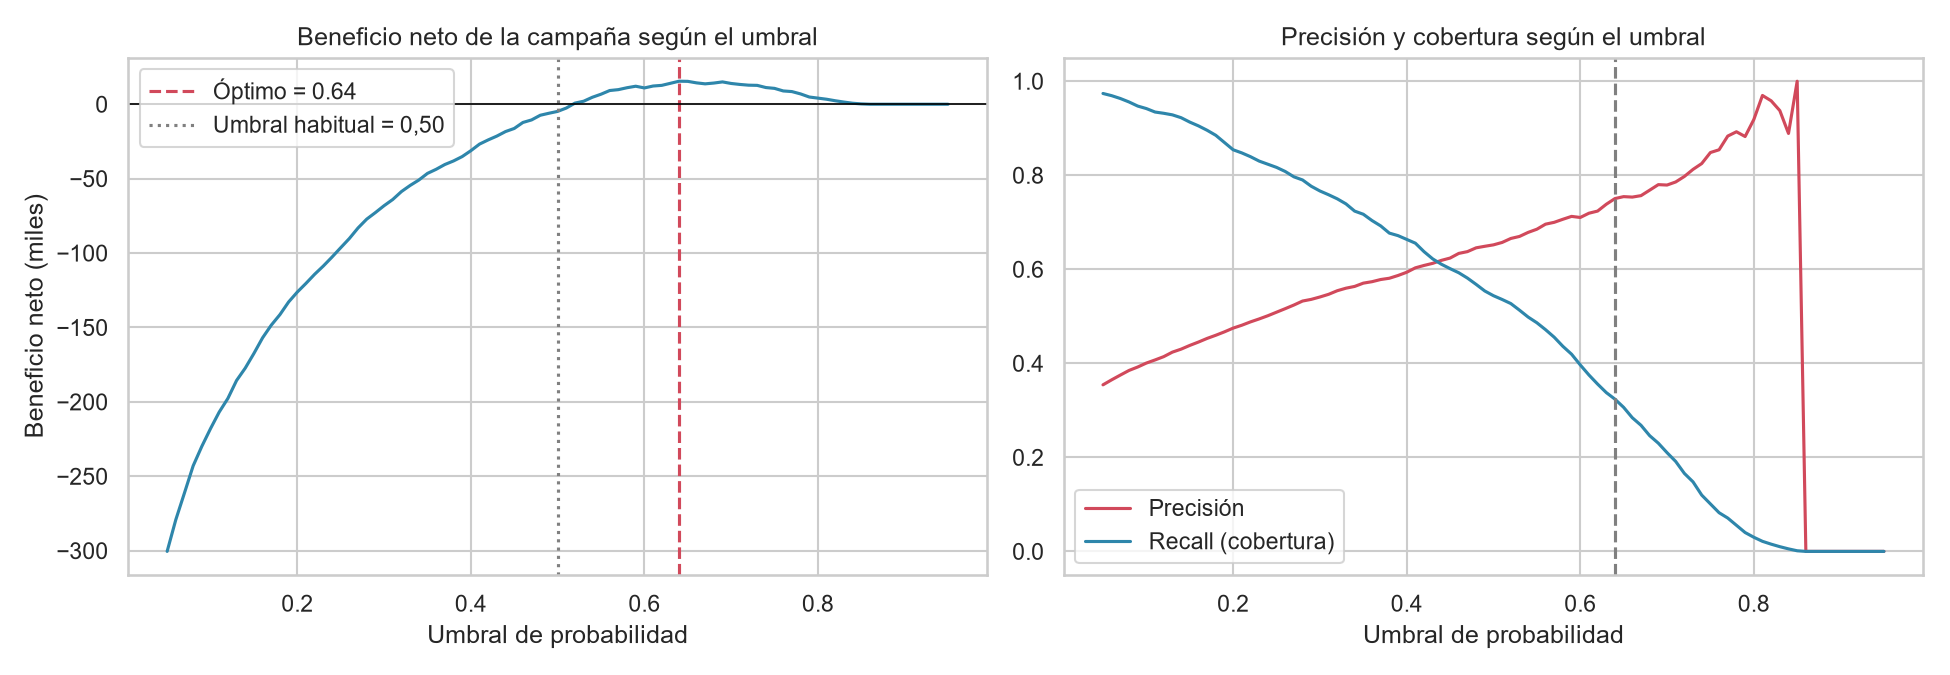 Beneficio neto de la campaña según el umbral
Óptimo = 0.64
Umbral habitual = 0,50
0
−50
−100
−150
−200
−250
−300
Beneficio neto (miles)
0.2
0.4
0.6
0.8
Umbral de probabilidad
Precisión y cobertura según el umbral
1.0
0.8
0.6
0.4
0.2
0.0
Precisión
Recall (cobertura)
0.2
0.4
0.6
0.8
Umbral de probabilidad